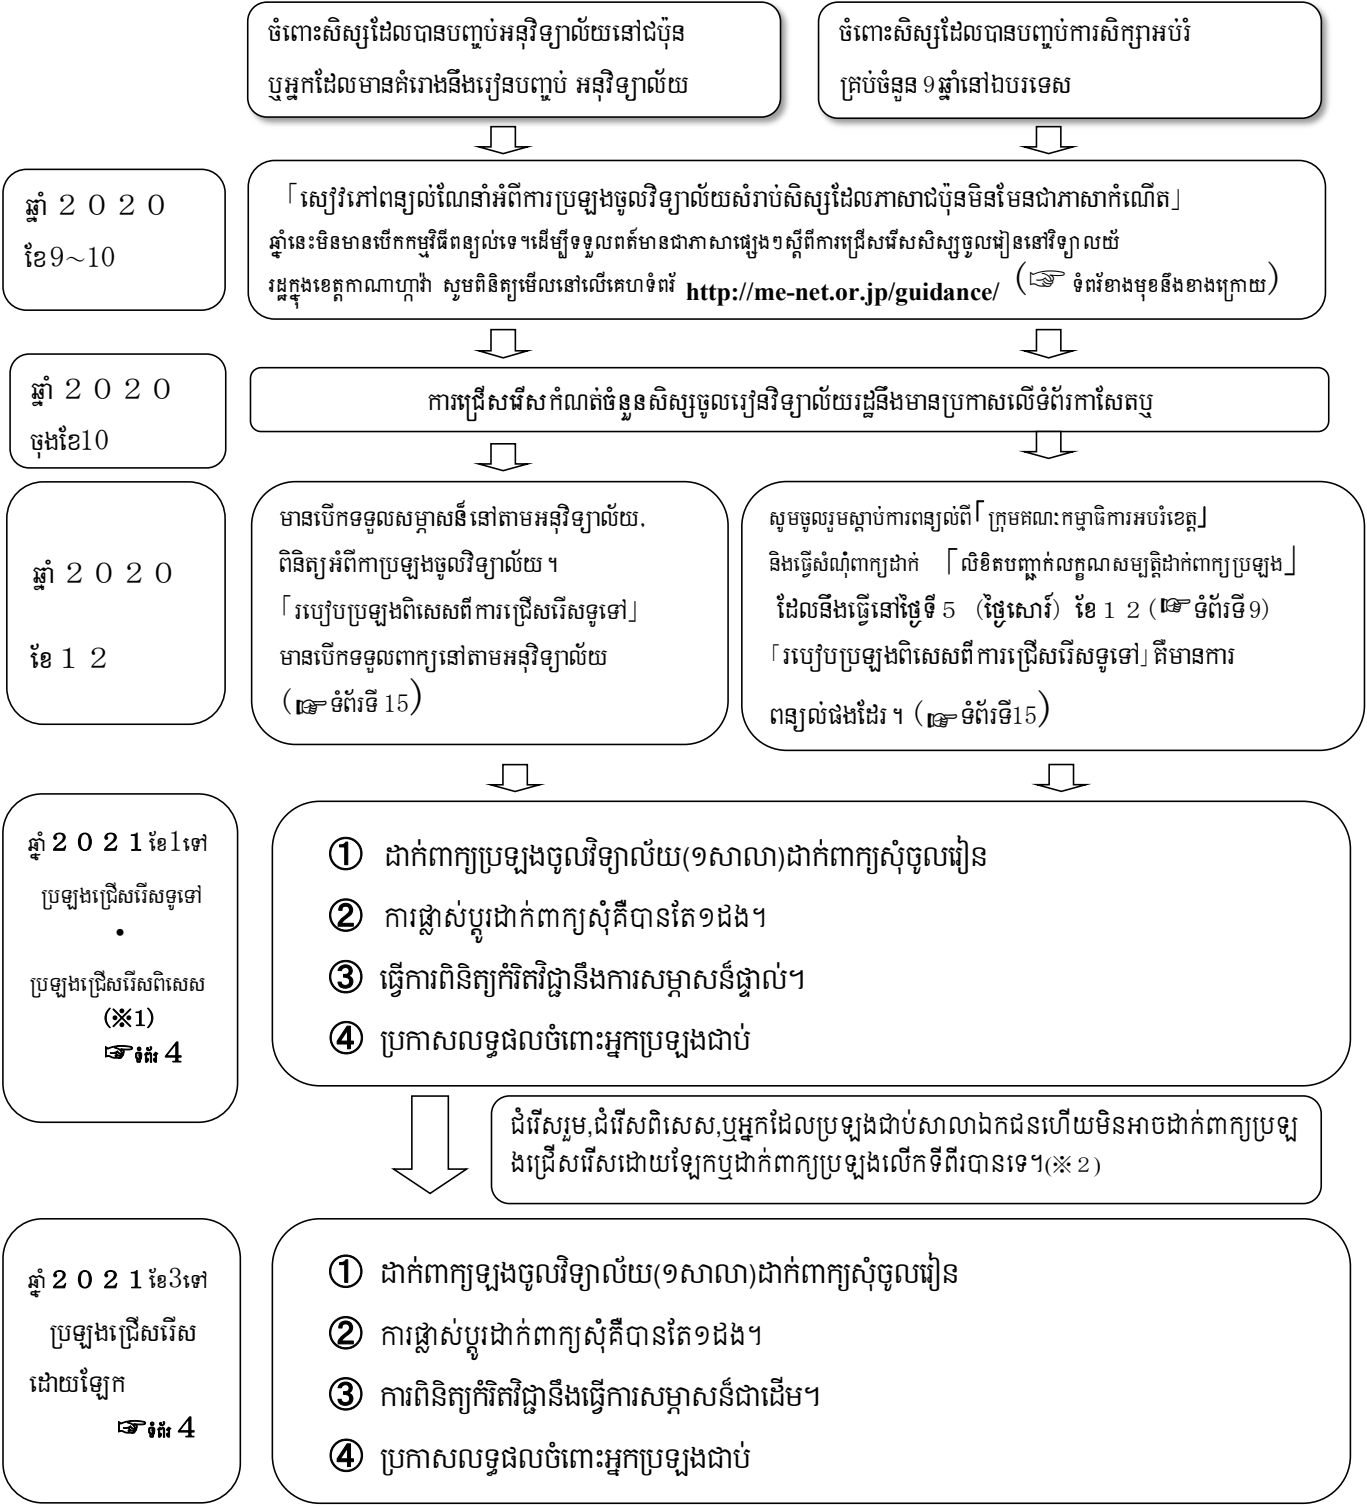 ចំពោះសិស្សដែលបានបញ្ចប់អនុវិទ្យាល័យនៅជប៉ុន
ឬអ្នកដែលមានគំរោងនឹងរៀនបញ្ចប់ អនុវិទ្យាល័យ
ចំពោះសិស្សដែលបានបញ្ចប់ការសិក្សាអប់រំ
គ្រប់ចំនួន 9 ឆ្នាំនៅឯបរទេស
ឆ្នាំ ２０２０
ខែ 9～10
「សៀវភៅពន្យល់ណែនាំអំពីការប្រឡងចូលវិទ្យាល័យសំរាប់សិស្សដែលភាសាជប៉ុនមិនមែនជាភាសាកំណើត」
ឆ្នាំនេះមិនមានបើកកម្មវិធីពន្យល់ទេ។ដើម្បីទទួលពត៍មានជាភាសាផ្សេងៗស្តីពីការជ្រើសរើសសិស្សចូលរៀននៅវិទ្យាលយ័
រដ្ឋក្នុងខេត្តកាណាហ្កាវ៉ា សូមពិនិត្យមើលនៅលើគេហទំពរ័ http://me-net.or.jp/guidance/ (☞ ទំពរ័ខាងមុខនឹងខាងក្រោយ)
ឆ្នាំ ２０２０
ចុងខែ10
ការជ្រើសរើសកំណត់ចំនួនសិស្សចូលរៀនវិទ្យាល័យរដ្ឋនឹងមានប្រកាសលើទំព័រកាសែតឬ
ឆ្នាំ ２０２０
ខែ １２
មានបើកទទួលសម្ភាសន៏ នៅតាមអនុវិទ្យាល័យ,
ពិនិត្យអំពីកាប្រឡងចូលវិទ្យាល័យ ។
「របៀបប្រឡងពិសេសពីការជ្រើសរើសទូទៅ」
មានបើកទទួលពាក្យនៅតាមអនុវិទ្យាល័យ
(☞ ទំព័រទី 15)
សូមចូលរួមស្តាប់ការពន្យល់ពី「 ក្រុមគណៈកម្មាធិការអបរំខេត្ត」
និងធ្វើសំណុំពាក្យដាក់ 「លិខិតបញ្ជាក់លក្ខណសម្បត្តិដាក់ពាក្យប្រឡង」
ដែលនឹងធ្វើនៅថ្ងៃទី 5 (ថ្ងៃសៅរ៍) ខែ 1 2 (☞ ទំព័រទី 9)
「របៀបប្រឡងពិសេសពីការជ្រើសរើសទូទៅ」គឺមានការ
ពន្យល់ផងដែរ ។ (☞ ទំព័រទី15)
ឆ្នាំ ２０２１ ខែ1ទៅ
ប្រឡងជ្រើសរើសទូទៅ
・
ប្រឡងជ្រើសរើសពិសេស
(※1)
☞ទំព័រ 4
① ដាក់ពាក្យប្រឡងចូលវិទ្យាល័យ(១សាលា)ដាក់ពាក្យសុំចូលរៀន
② ការផ្លាស់ប្តូរដាក់ពាក្យសុំគឺបានតែ១ដង។
③ ធ្វើការពិនិត្យកំរិតវិជ្ជានឹងការសម្ភាសន៏ផ្ទាល់។
④ ប្រកាសលទ្ធផលចំពោះអ្នកប្រឡងជាប់
ជំរើសរួម,ជំរើសពិសេស,ឬអ្នកដែលប្រឡងជាប់សាលាឯកជនហើយមិនអាចដាក់ពាក្យប្រឡ
ងជ្រើសរើសដោយឡែកឬដាក់ពាក្យប្រឡងលើកទីពីរបានទេ។(※ 2 )
ឆ្នាំ ２０２１ ខែ3ទៅ
ប្រឡងជ្រើសរើស
ដោយឡែក
☞ទំព័រ 4
① ដាក់ពាក្យឡងចូលវិទ្យាល័យ(១សាលា)ដាក់ពាក្យសុំចូលរៀន
② ការផ្លាស់ប្តូរដាក់ពាក្យសុំគឺបានតែ១ដង។
③ ការពិនិត្យកំរិតវិជ្ជានឹងធ្វើការសម្ភាសន៏ជាដើម។
④ ប្រកាសលទ្ធផលចំពោះអ្នកប្រឡងជាប់